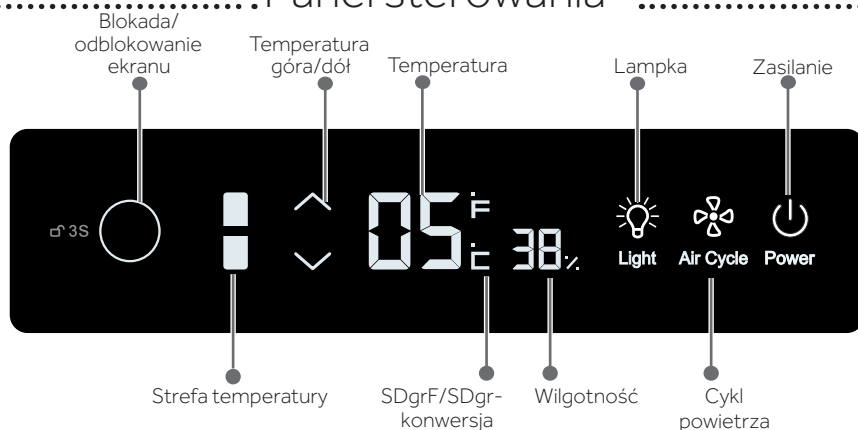 Panel sterowania
Blokada/
odblokowanie
ekranu
Temperatura
góra/dół
Temperatura
Lampka
Zasilanie
3S
05
°F
°C
38%
Light
Air Cycle
Power
Strefa temperatury
SDgrF/SDgr-
konwersja
Wilgotność
Cykl
powietrza